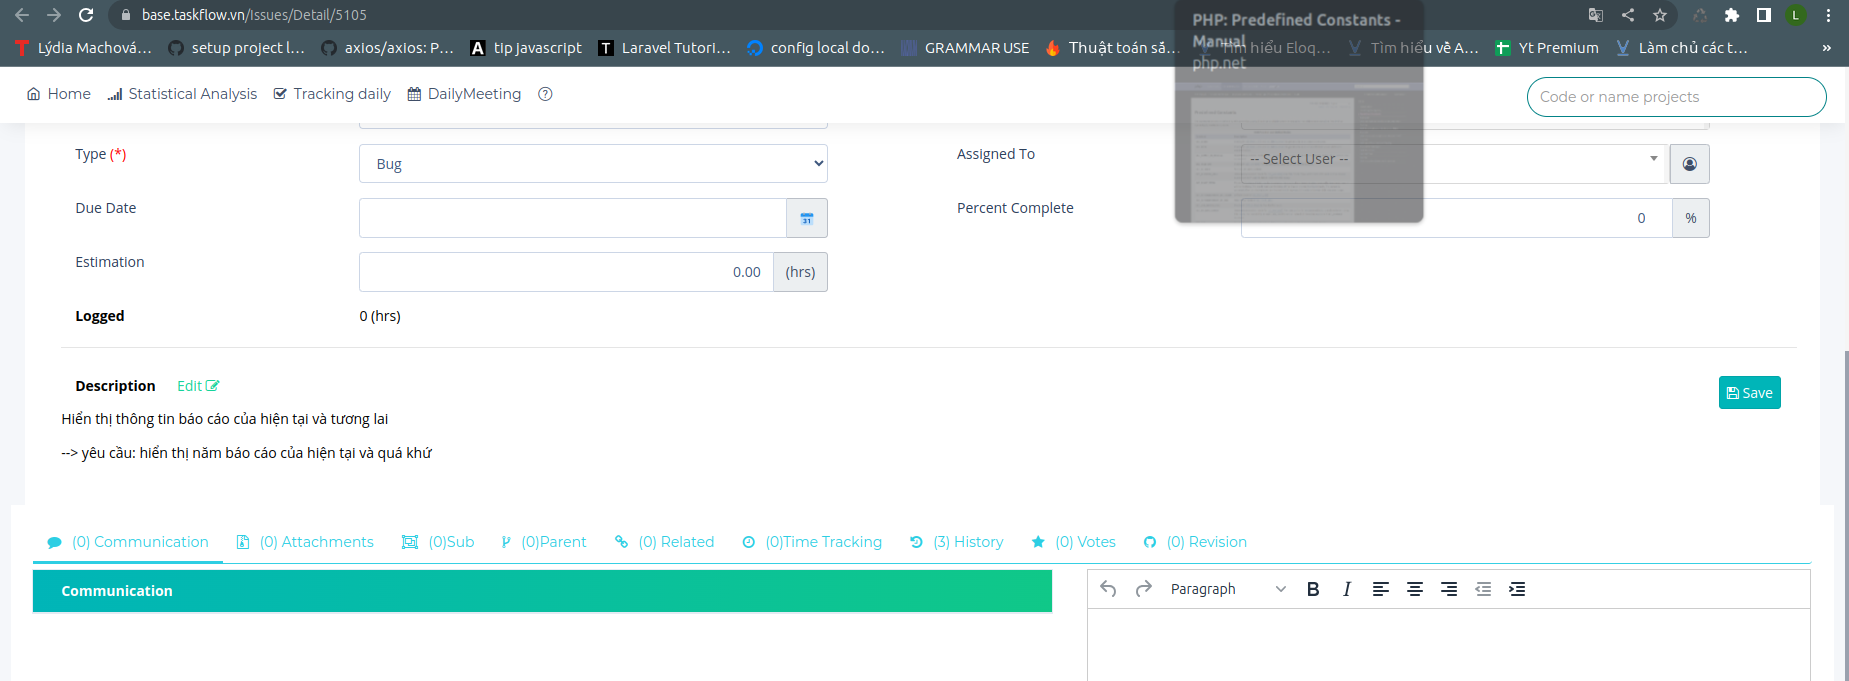 base.taskflow.vn/Issues/Detail/5105
L
Lýdia Machová... setup project l... axios/axios: P... tip javascript Laravel Tutori... config local do... GRAMMAR USE Thuật toán sắ... Tìm hiểu Eloq... Tìm hiểu về A... Yt Premium Làm chủ các t... »
PHP: Predefined Constants -
Manual
php.net
Home Statistical Analysis Tracking daily DailyMeeting
Code or name projects
Type (*) Bug Assigned To -- Select User --
Due Date 31 Percent Complete 0 %
Estimation 0.00 (hrs)
Logged 0 (hrs)
Description Edit Save
Hiển thị thông tin báo cáo của hiện tại và tương lai
--> yêu cầu: hiển thị năm báo cáo của hiện tại và quá khứ
(0) Communication (0) Attachments (0)Sub (0)Parent (0) Related (0)Time Tracking (3) History (0) Votes (0) Revision
Communication Paragraph B I